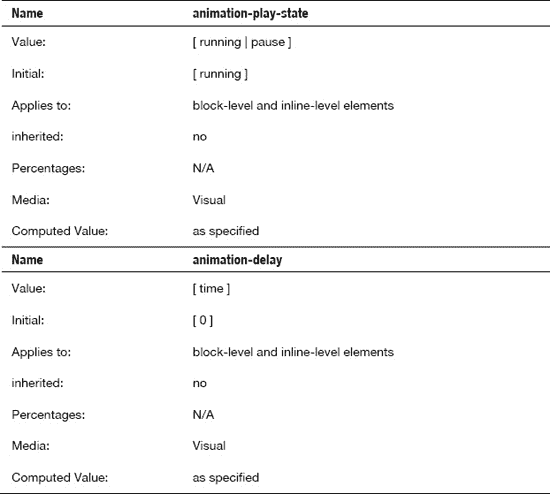 Name animation-play-state
Value: [ running | pause ]
Initial: [ running ]
Applies to: block-level and inline-level elements
inherited: no
Percentages: N/A
Media: Visual
Computed Value: as specified
Name animation-delay
Value: [ time ]
Initial: [ 0 ]
Applies to: block-level and inline-level elements
inherited: no
Percentages: N/A
Media: Visual
Computed Value: as specified